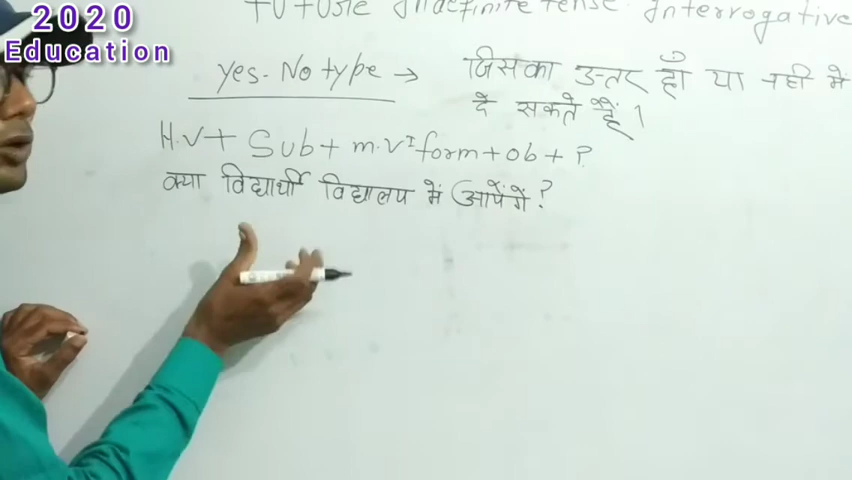 2020
Education
Future Indefinite tense Interrogative
Yes-No type → जिसका उत्तर हाँ या नही में
दे सकते हैं।
H.V + Sub + m.v I form + ob + ?
क्या विद्यार्थी विद्यालय में आयेंगें?